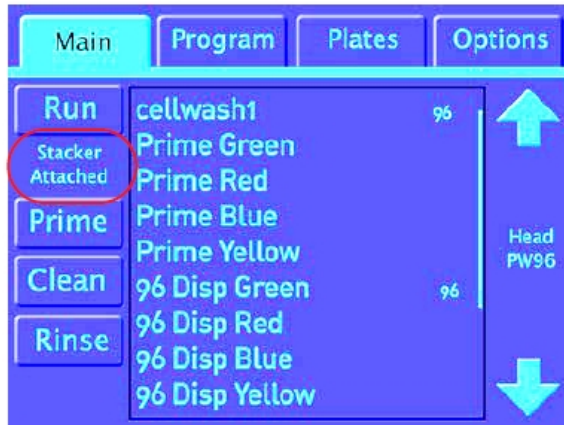 Main Program Plates Options
Run
Stacker
Attached
Prime
Clean
Rinse
cellwash1 96
Prime Green
Prime Red
Prime Blue
Prime Yellow
96 Disp Green 96
96 Disp Red
96 Disp Blue
96 Disp Yellow
Head
PW96